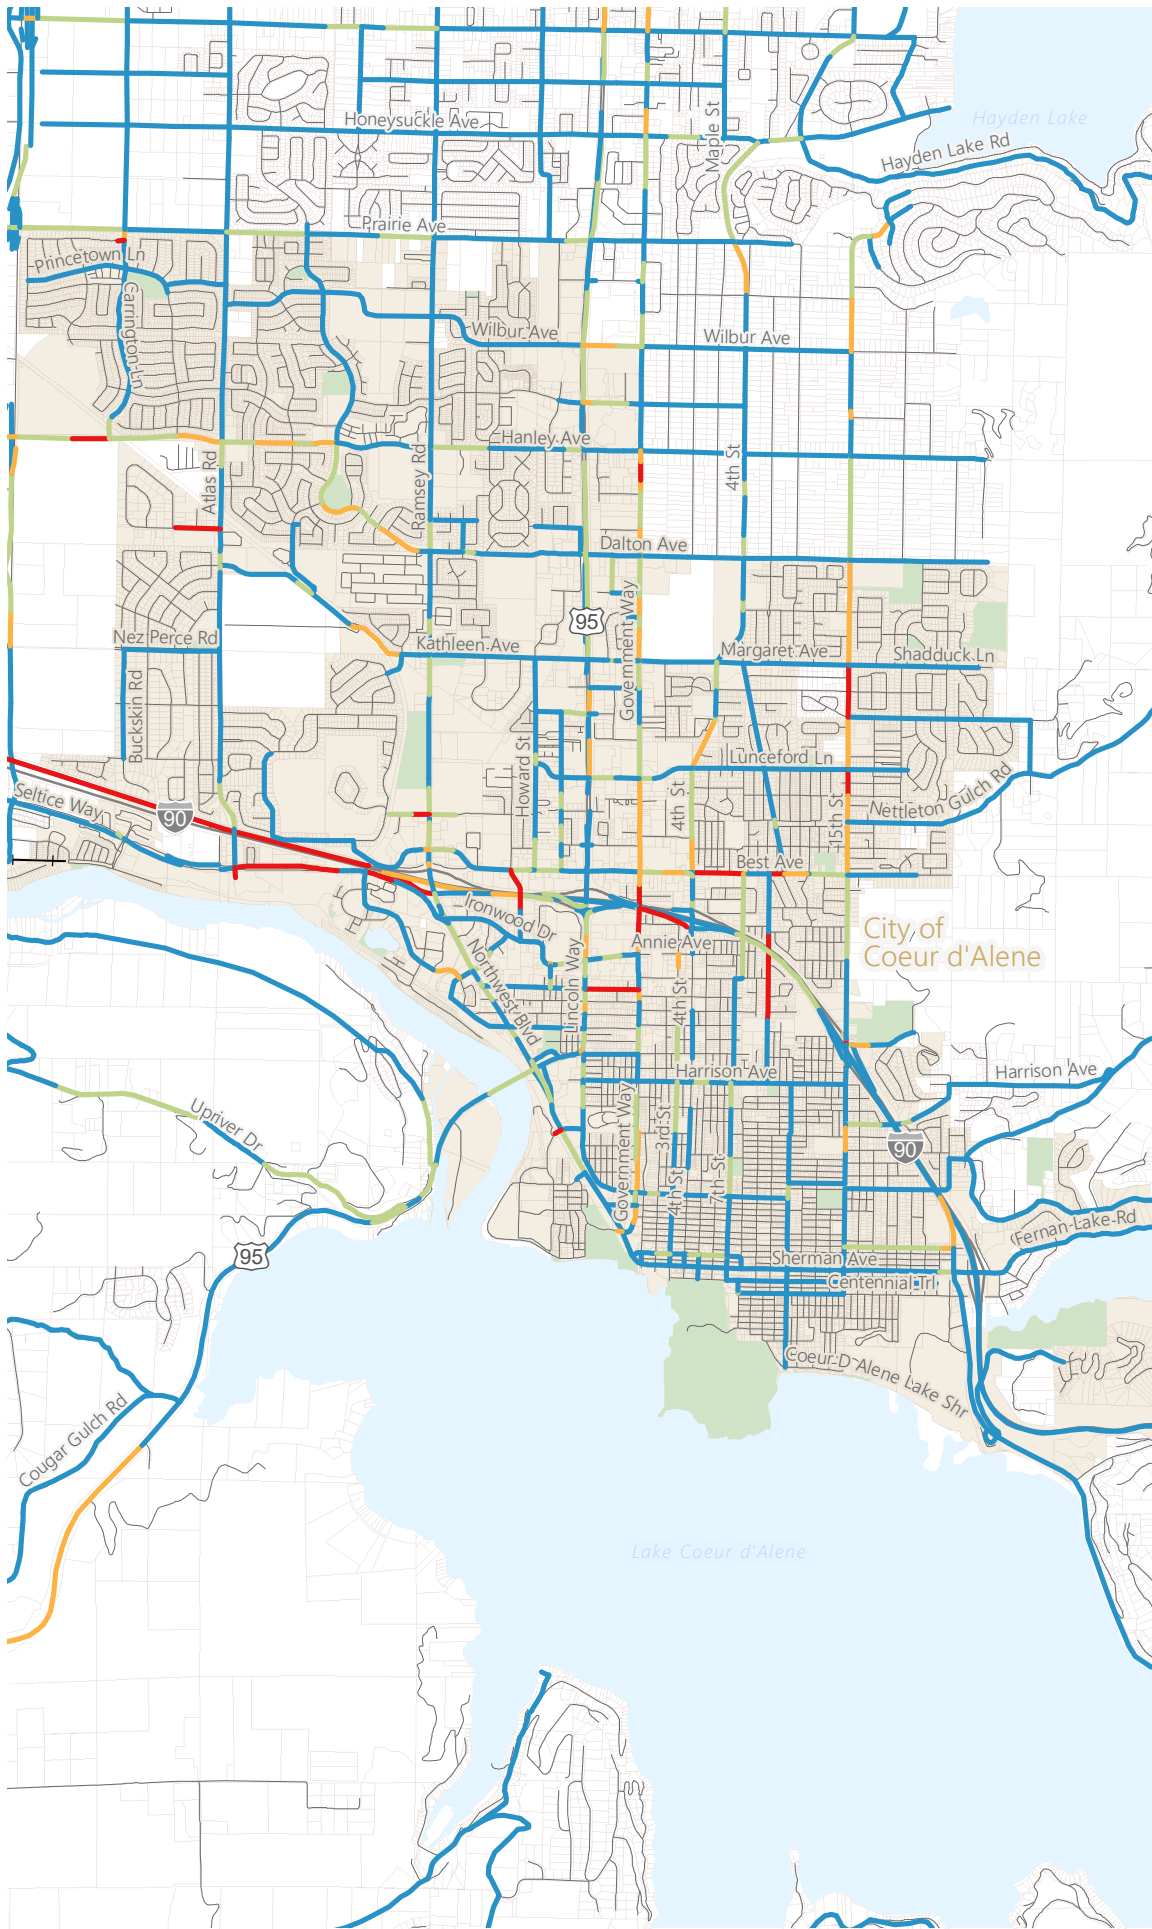 Maple St
Hayden Lake
Honeysuckle Ave
Hayden Lake Rd
Prairie Ave
Princetown Ln
Carrington Ln
Wilbur Ave
Wilbur Ave
Hanley Ave
Atlas Rd
Ramsey Rd
4th St
Dalton Ave
95
Government Way
Nez Perce Rd
Kathleen Ave
Margaret Ave
Shadduck Ln
Buckskin Rd
Howard St
Lunceford Ln
Seltice Way
90
4th St
15th St
Nettleton Gulch Rd
Best Ave
Ironwood Dr
City of
Coeur d'Alene
Annie Ave
Northwest Blvd
Lincoln Way
4th St
Harrison Ave
Harrison Ave
Upriver Dr
Government Way
3rd St
4th St
7th St
90
Fernan Lake Rd
95
Sherman Ave
Centennial Trl
Coeur D Alene Lake Shr
Cougar Gulch Rd
Lake Coeur d'Alene